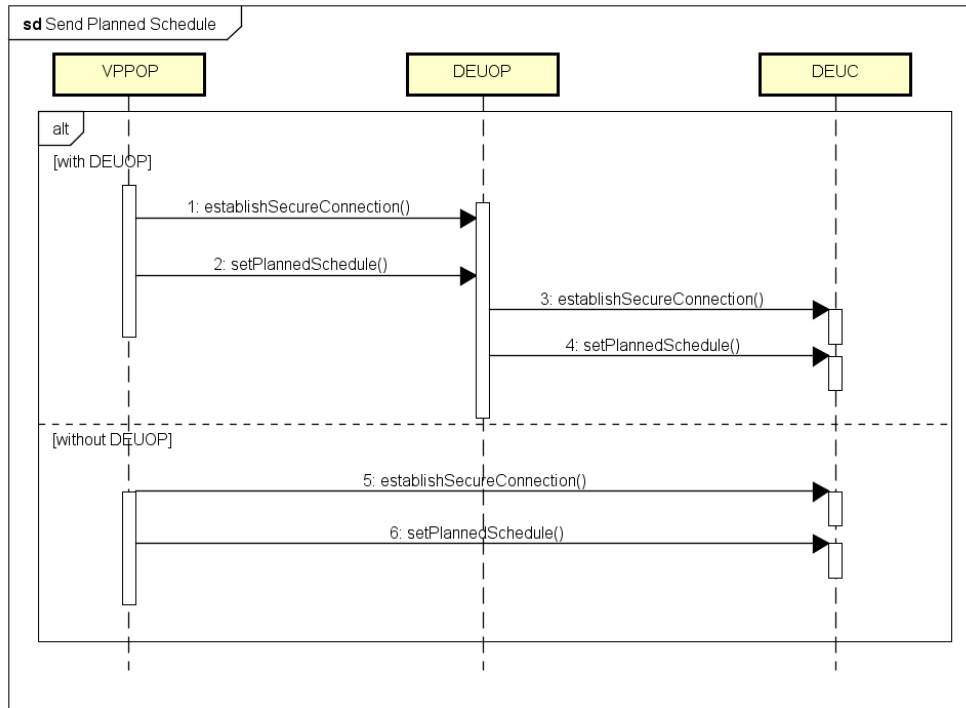 sd Send Planned Schedule
VPPOP
DEUOP
DEUC
alt
[with DEUOP]
1: establishSecureConnection()
2: setPlannedSchedule()
3: establishSecureConnection()
4: setPlannedSchedule()
[without DEUOP]
5: establishSecureConnection()
6: setPlannedSchedule()